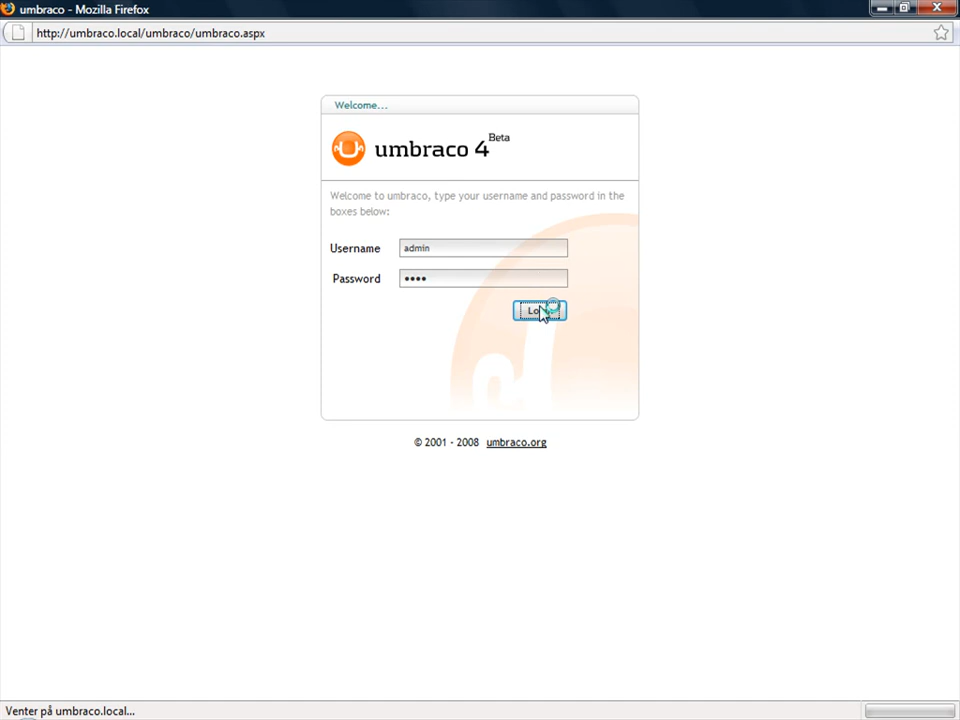 umbraco - Mozilla Firefox
http://umbraco.local/umbraco/umbraco.aspx
Welcome...
umbraco 4 Beta
Welcome to umbraco, type your username and password in the
boxes below:
Username admin
Password ••••
© 2001 - 2008 umbraco.org
Venter på umbraco.local...